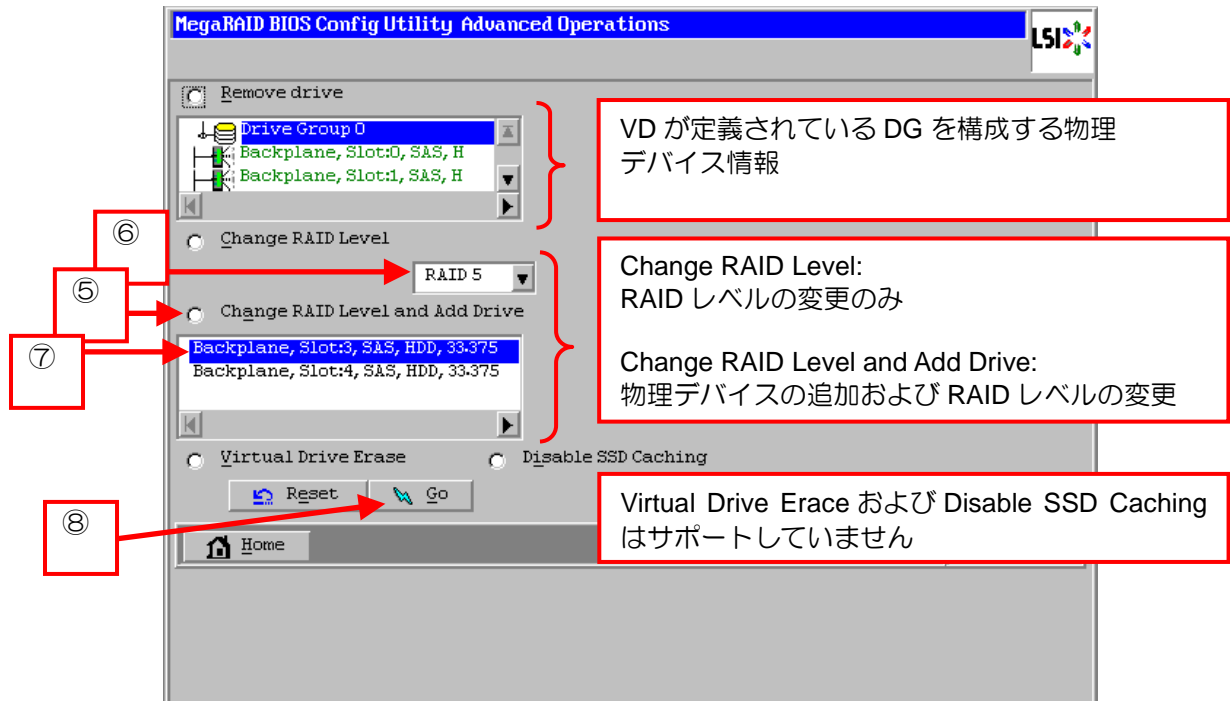 MegaRAID BIOS Config Utility Advanced Operations
LSI
Remove drive
Drive Group 0
Backplane, Slot:0, SAS, H
Backplane, Slot:1, SAS, H
VD が定義されている DG を構成する物理
デバイス情報
⑥
Change RAID Level
RAID 5
⑤
Change RAID Level and Add Drive
⑦
Backplane, Slot:3, SAS, HDD, 33.375
Backplane, Slot:4, SAS, HDD, 33.375
Change RAID Level:
RAID レベルの変更のみ
Change RAID Level and Add Drive:
物理デバイスの追加および RAID レベルの変更
Virtual Drive Erase
Disable SSD Caching
Reset
Go
⑧
Virtual Drive Erace および Disable SSD Caching
はサポートしていません
Home